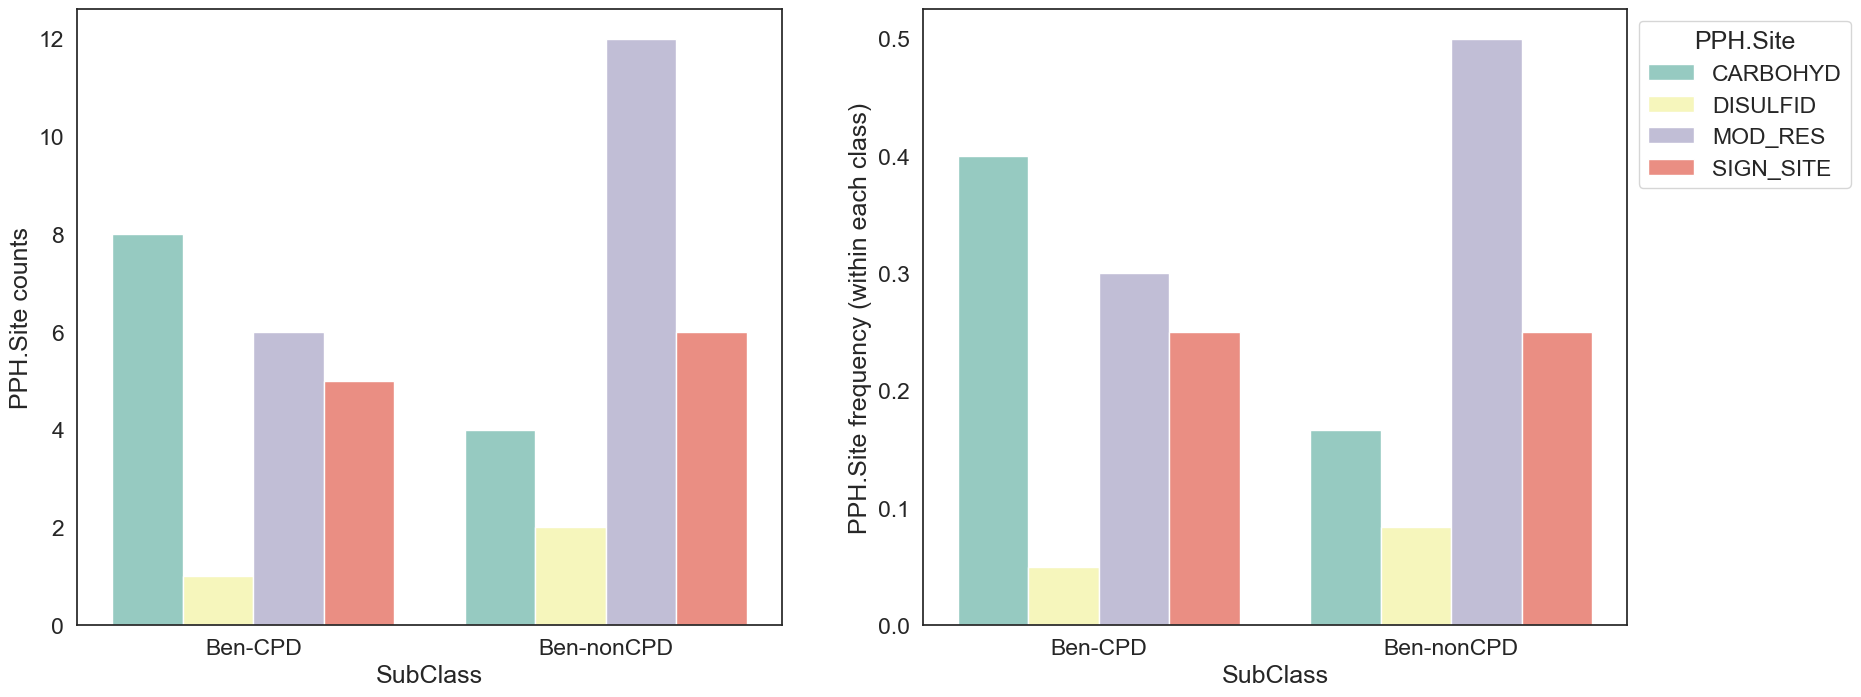 PPH.Site counts
12
10
8
6
4
2
0
Ben-CPD
Ben-nonCPD
SubClass
PPH.Site frequency (within each class)
0.5
0.4
0.3
0.2
0.1
0.0
Ben-CPD
Ben-nonCPD
SubClass
PPH.Site
CARBOHYD
DISULFID
MOD_RES
SIGN_SITE